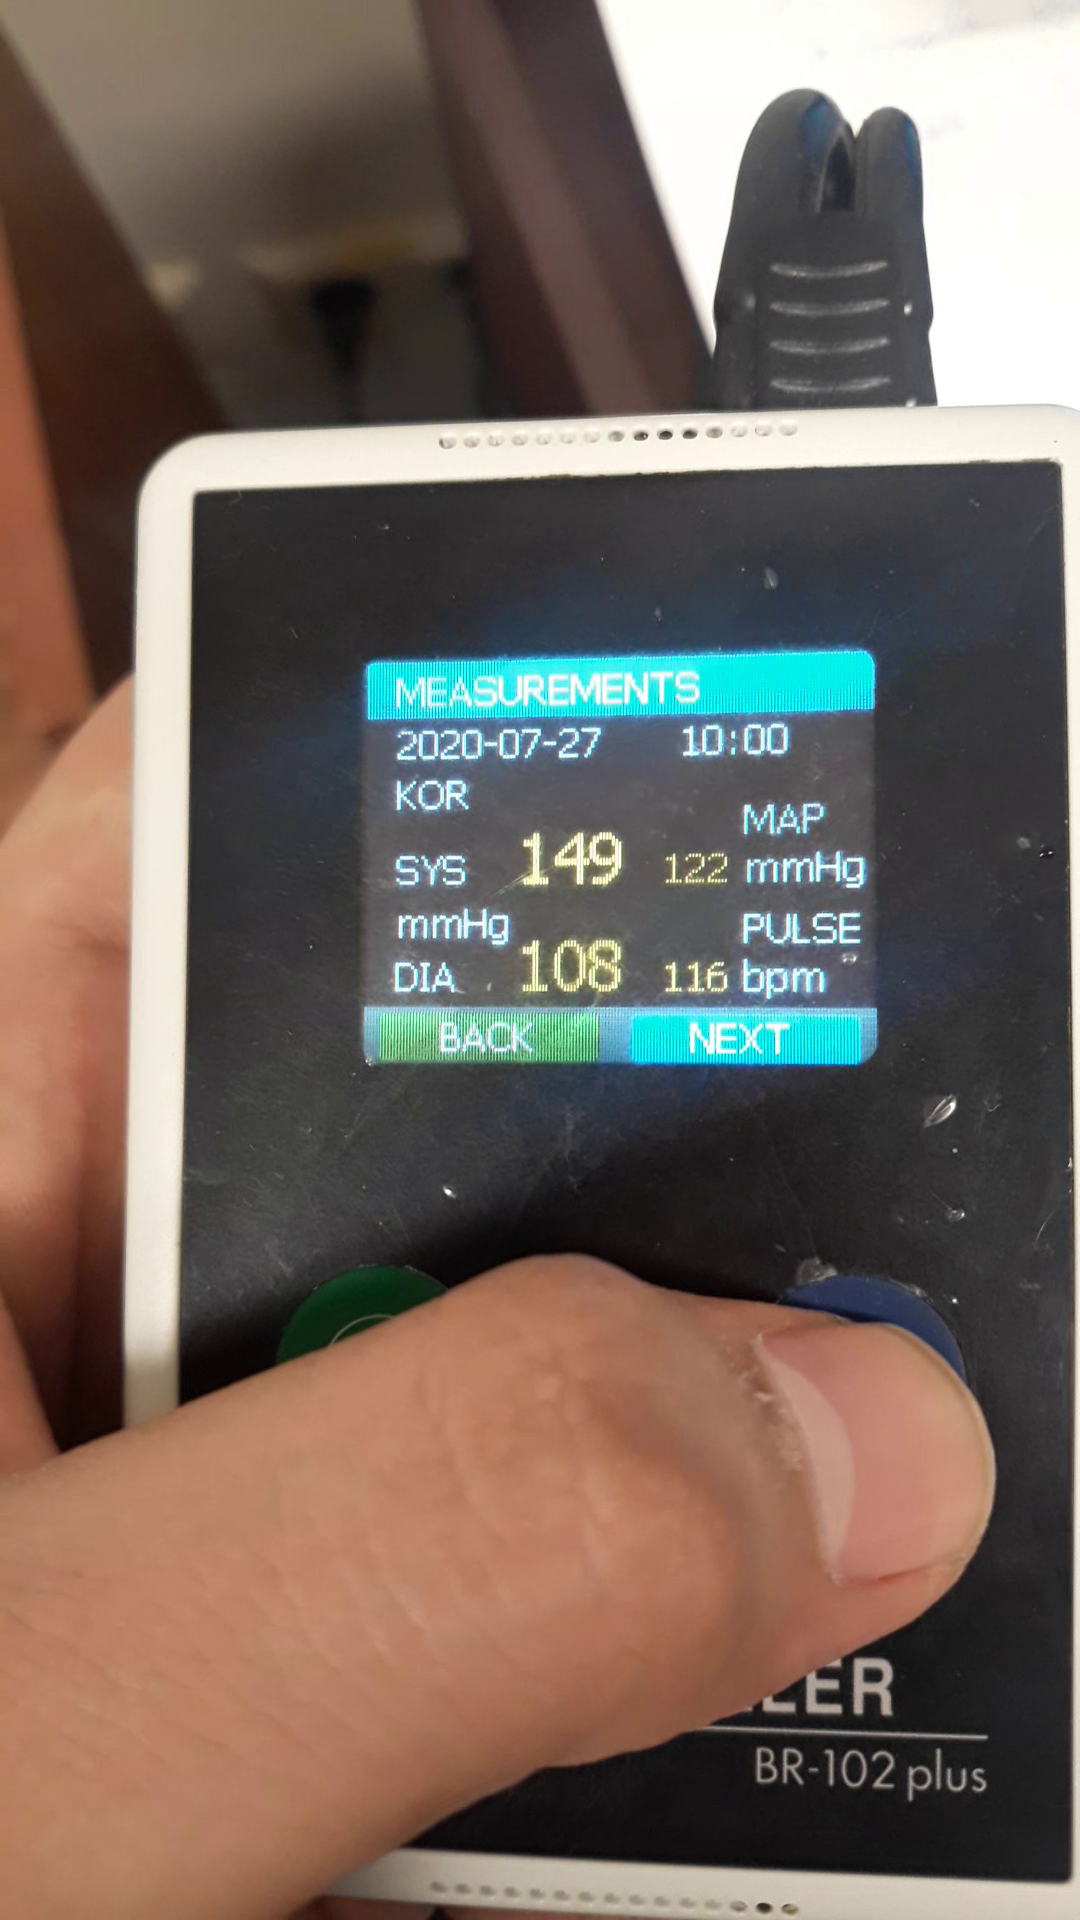 MEASUREMENTS
2020-07-27 10:00
KOR
MAP
SYS 149 122 mmHg
mmHg PULSE
DIA 108 116 bpm
BACK NEXT
BR-102 plus